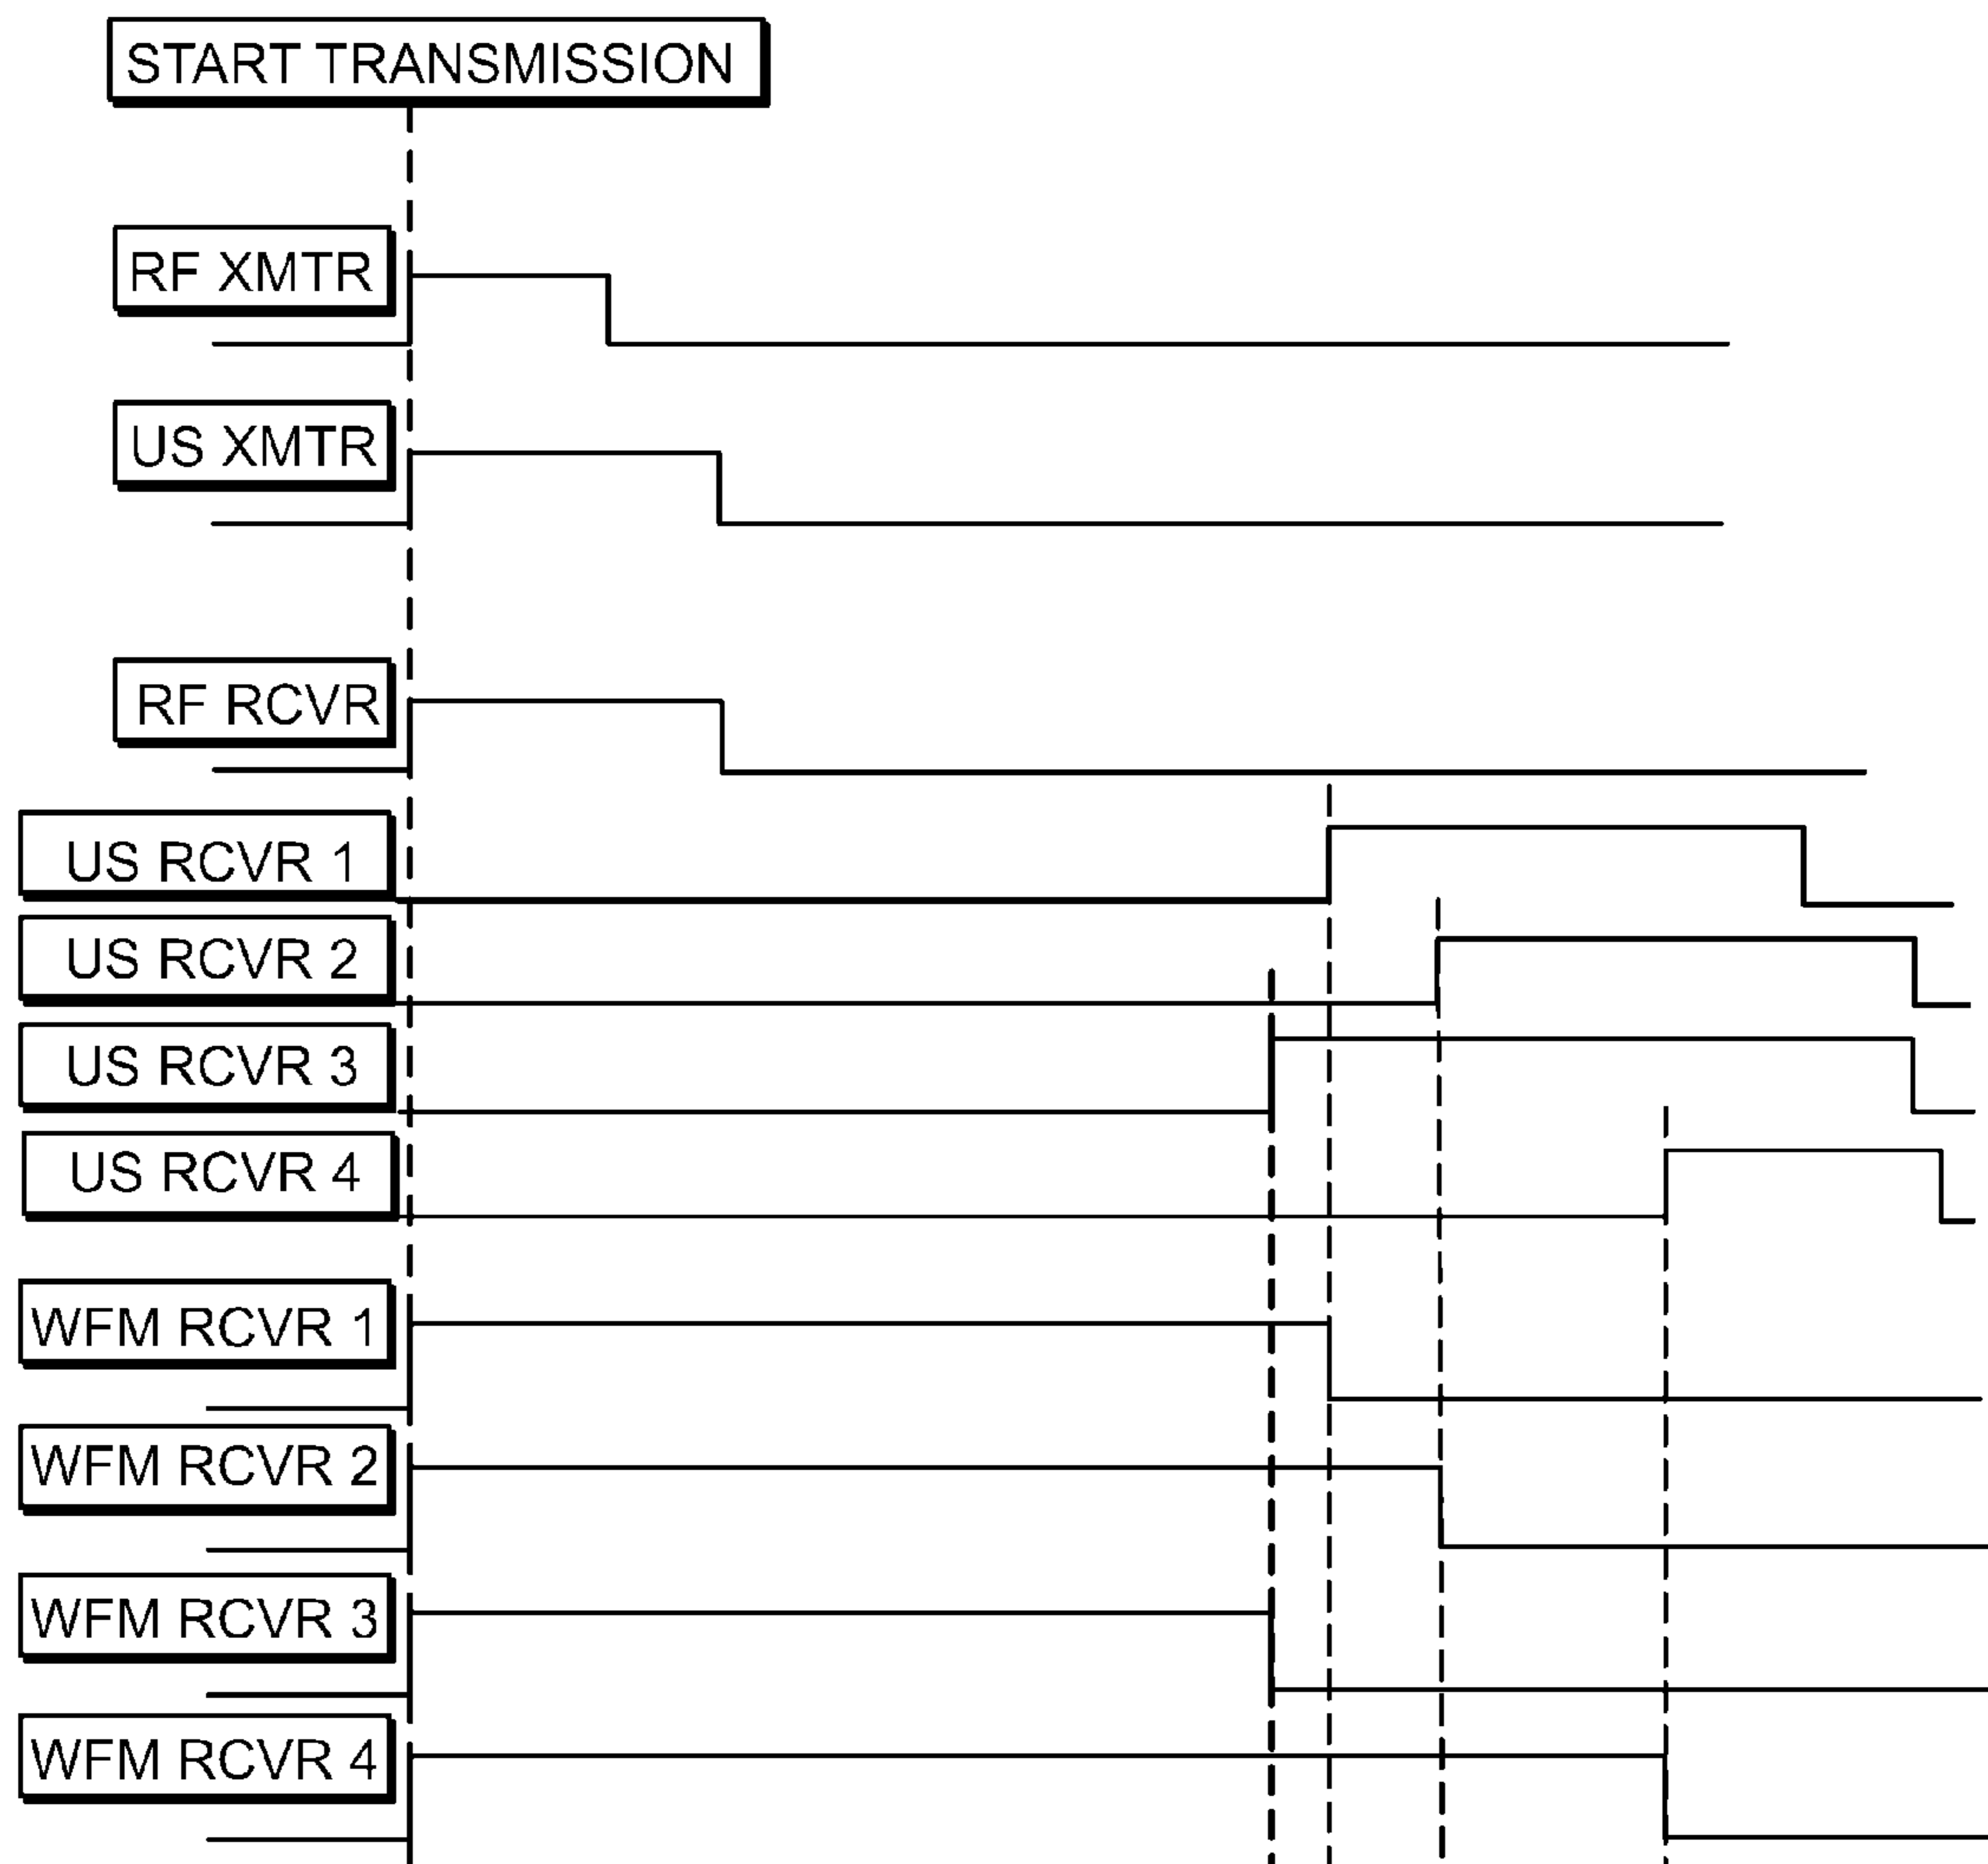 START TRANSMISSION
RF XMTR
US XMTR
RF RCVR
US RCVR 1
US RCVR 2
US RCVR 3
US RCVR 4
WFM RCVR 1
WFM RCVR 2
WFM RCVR 3
WFM RCVR 4